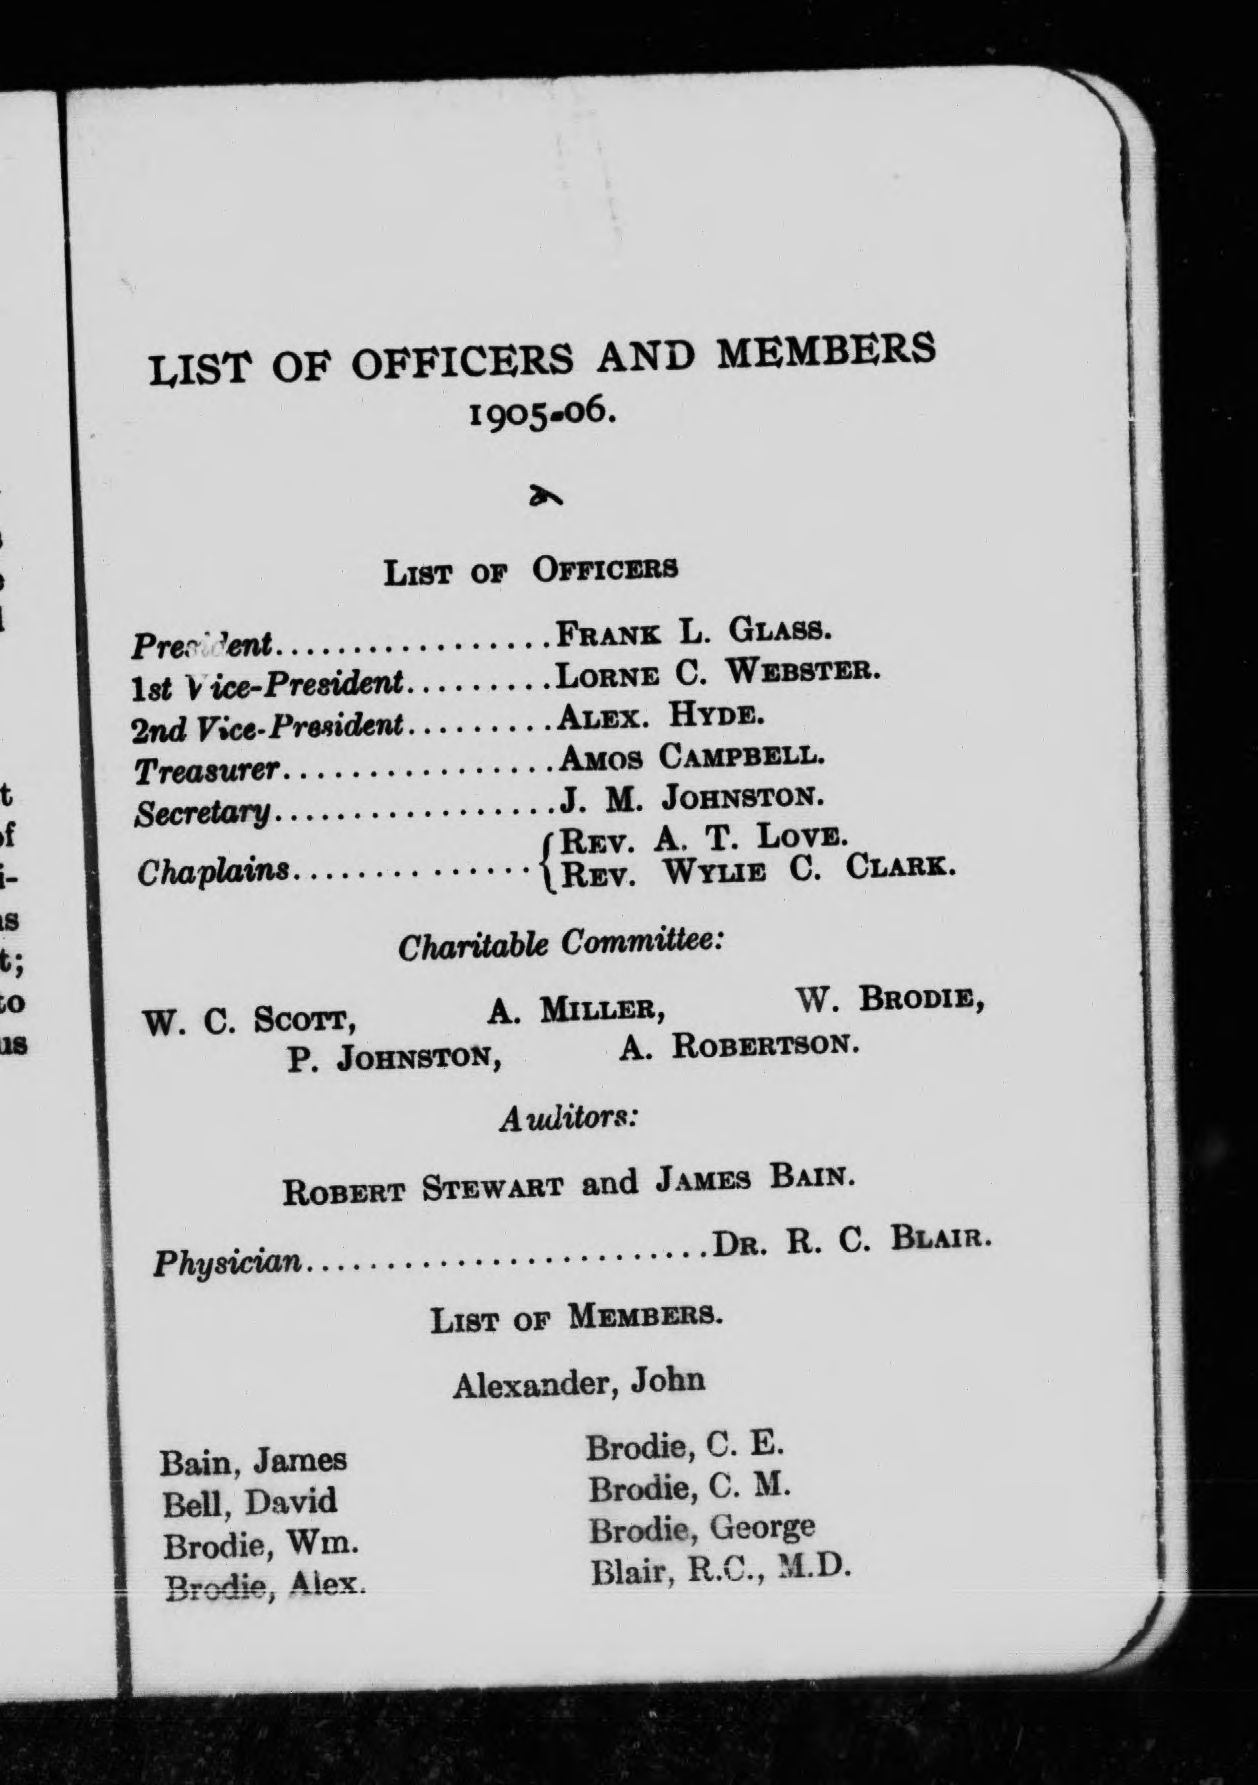 LIST OF OFFICERS AND MEMBERS
1905-06.
LIST OF OFFICERS
President.................FRANK L. GLASS.
1st Vice-President.........LORNE C. WEBSTER.
2nd Vice-President.........ALEX. HYDE.
Treasurer................AMOS CAMPBELL.
Secretary.................J. M. JOHNSTON.
Chaplains.............. { REV. A. T. LOVE.
REV. WYLIE C. CLARK.
Charitable Committee:
W. C. SCOTT, A. MILLER, W. BRODIE,
P. JOHNSTON, A. ROBERTSON.
Auditors:
ROBERT STEWART and JAMES BAIN.
Physician.........................DR. R. C. BLAIR.
LIST OF MEMBERS.
Alexander, John
Bain, James
Bell, David
Brodie, Wm.
Brodie, Alex.
Brodie, C. E.
Brodie, C. M.
Brodie, George
Blair, R.C., M.D.